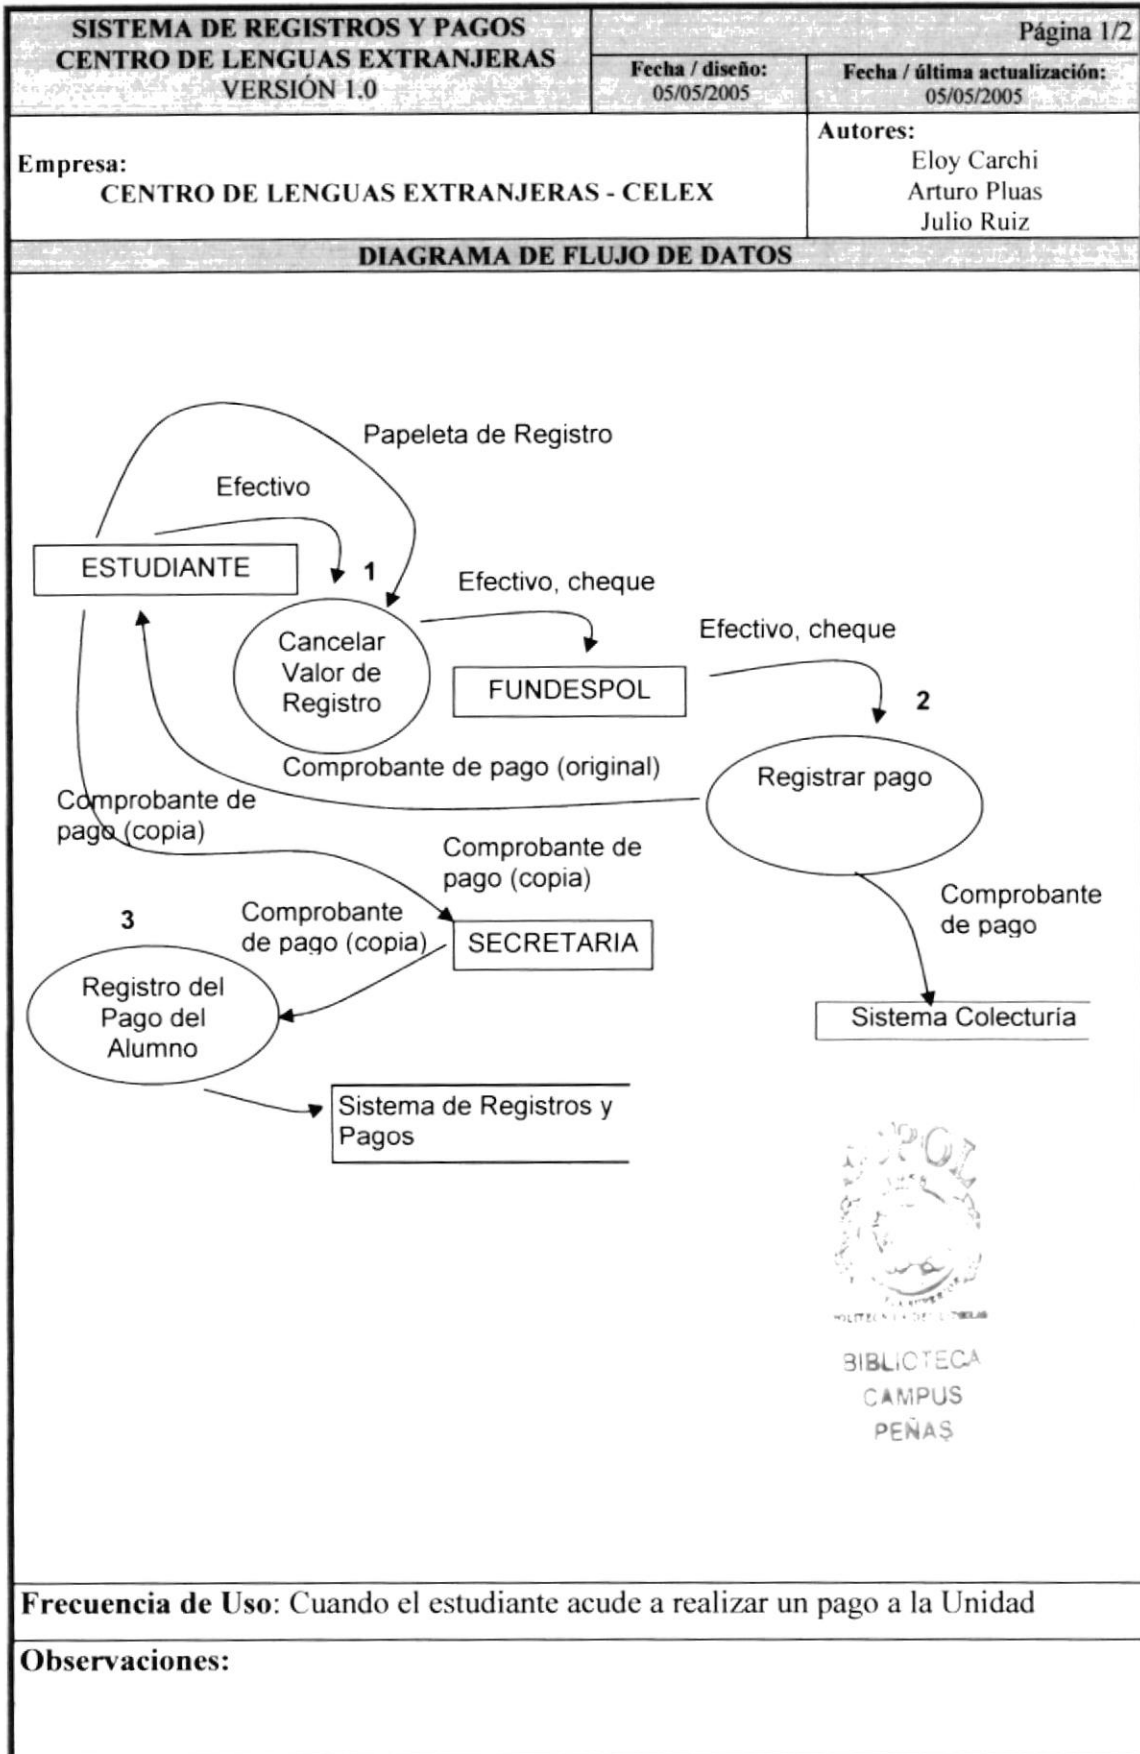 SISTEMA DE REGISTROS Y PAGOS
CENTRO DE LENGUAS EXTRANJERAS
VERSIÓN 1.0
Página 1/2
Fecha / diseño:
05/05/2005
Fecha / última actualización:
05/05/2005
Empresa:
CENTRO DE LENGUAS EXTRANJERAS - CELEX
Autores:
Eloy Carchi
Arturo Pluas
Julio Ruiz
DIAGRAMA DE FLUJO DE DATOS
Papeleta de Registro
Efectivo
ESTUDIANTE
1
Efectivo, cheque
Cancelar
Valor de
Registro
FUNDESPOL
Efectivo, cheque
2
Registrar pago
Comprobante de pago (original)
Comprobante de
pago (copia)
Comprobante de
pago (copia)
Comprobante
de pago
3
Comprobante
de pago (copia)
SECRETARIA
Registro del
Pago del
Alumno
Sistema Colecturía
Sistema de Registros y
Pagos
BIBLIOTECA
CAMPUS
PEÑAS
Frecuencia de Uso: Cuando el estudiante acude a realizar un pago a la Unidad
Observaciones: